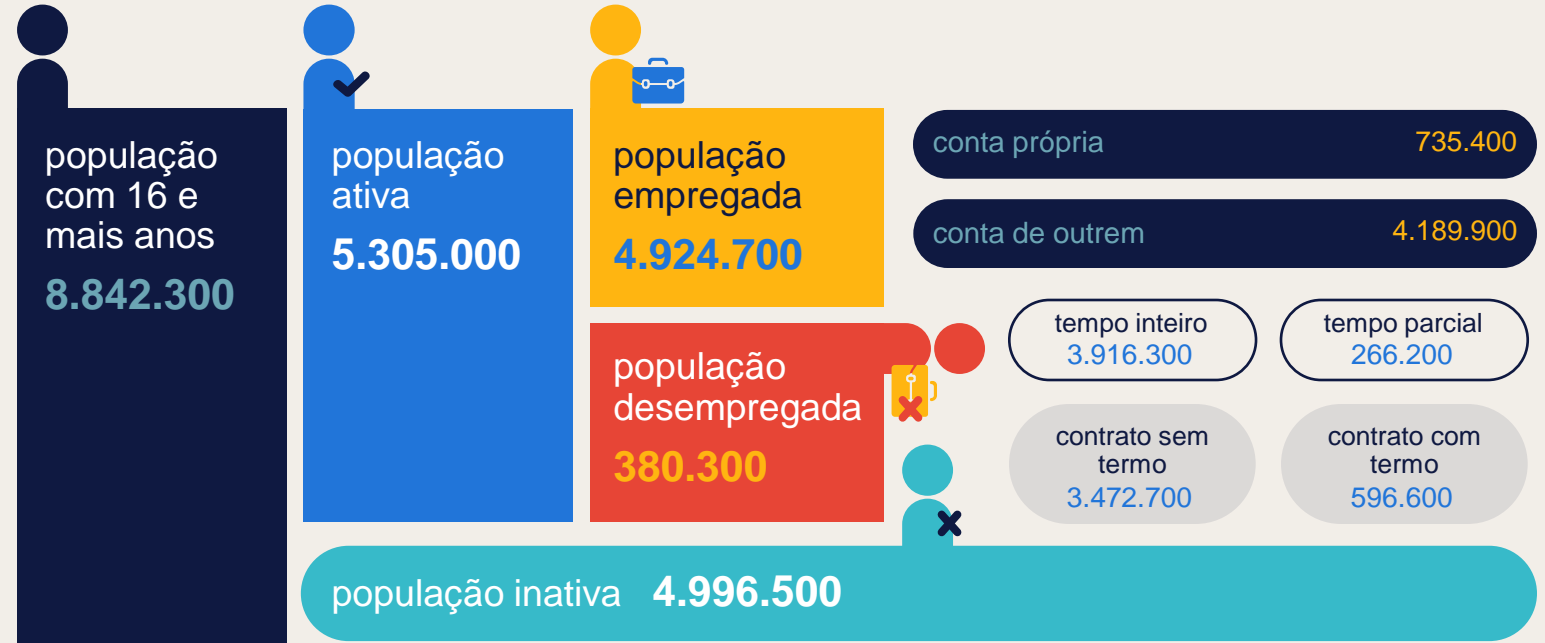 população
com 16 e
mais anos
8.842.300
população
ativa
5.305.000
população
empregada
4.924.700
conta própria 735.400
conta de outrem 4.189.900
tempo inteiro
3.916.300
tempo parcial
266.200
população
desempregada
380.300
contrato sem
termo
3.472.700
contrato com
termo
596.600
população inativa 4.996.500